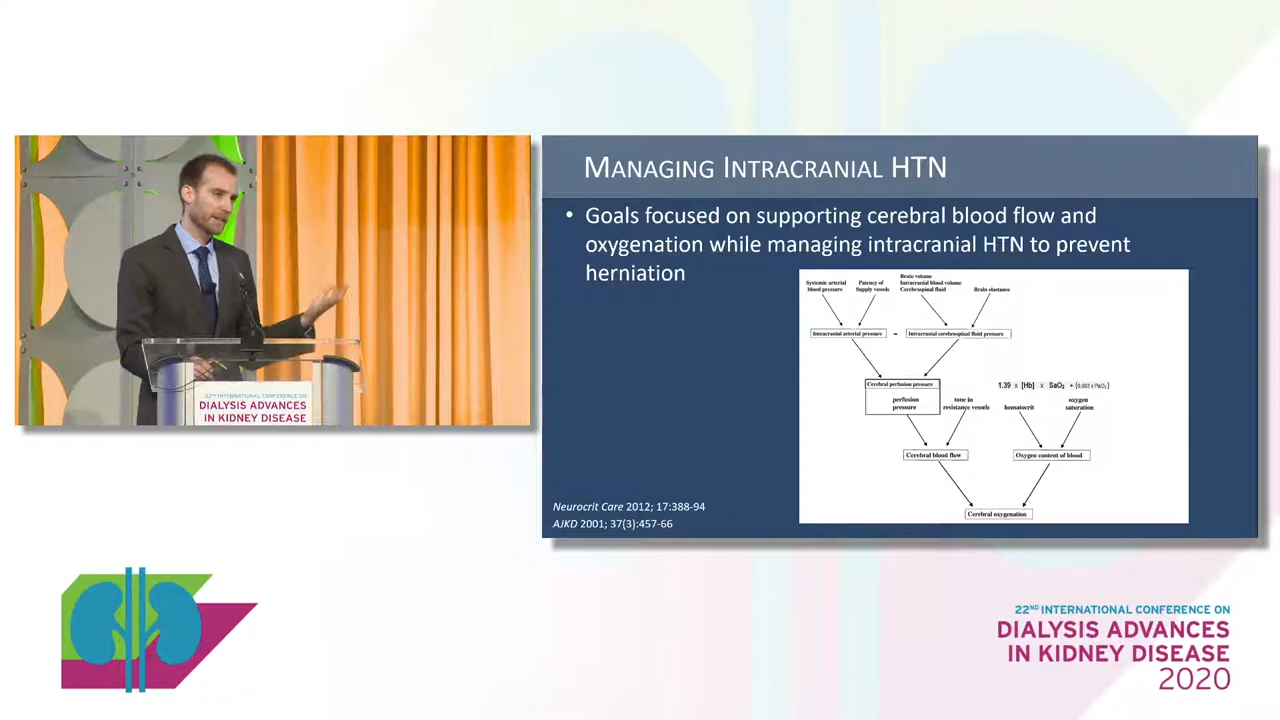 MANAGING INTRACRANIAL HTN
• Goals focused on supporting cerebral blood flow and
oxygenation while managing intracranial HTN to prevent
herniation
Systemic arterial
blood pressure
Patency of
Supply vessels
Brain volume
Intracranial blood volume
Cerebrospinal fluid
Brain elastance
Intracranial arterial pressure
-
Intracranial cerebrospinal fluid pressure
Cerebral perfusion pressure
perfusion
pressure
tone in
resistance vessels
1.39 x [Hb] x SaO₂ + (0.003 x PaO₂)
hematocrit
oxygen
saturation
Cerebral blood flow
Oxygen content of blood
Cerebral oxygenation
Neurocrit Care 2012; 17:388-94
AJKD 2001; 37(3):457-66
22ND INTERNATIONAL CONFERENCE ON
DIALYSIS ADVANCES
IN KIDNEY DISEASE
22ND INTERNATIONAL CONFERENCE ON
DIALYSIS ADVANCES
IN KIDNEY DISEASE
2020